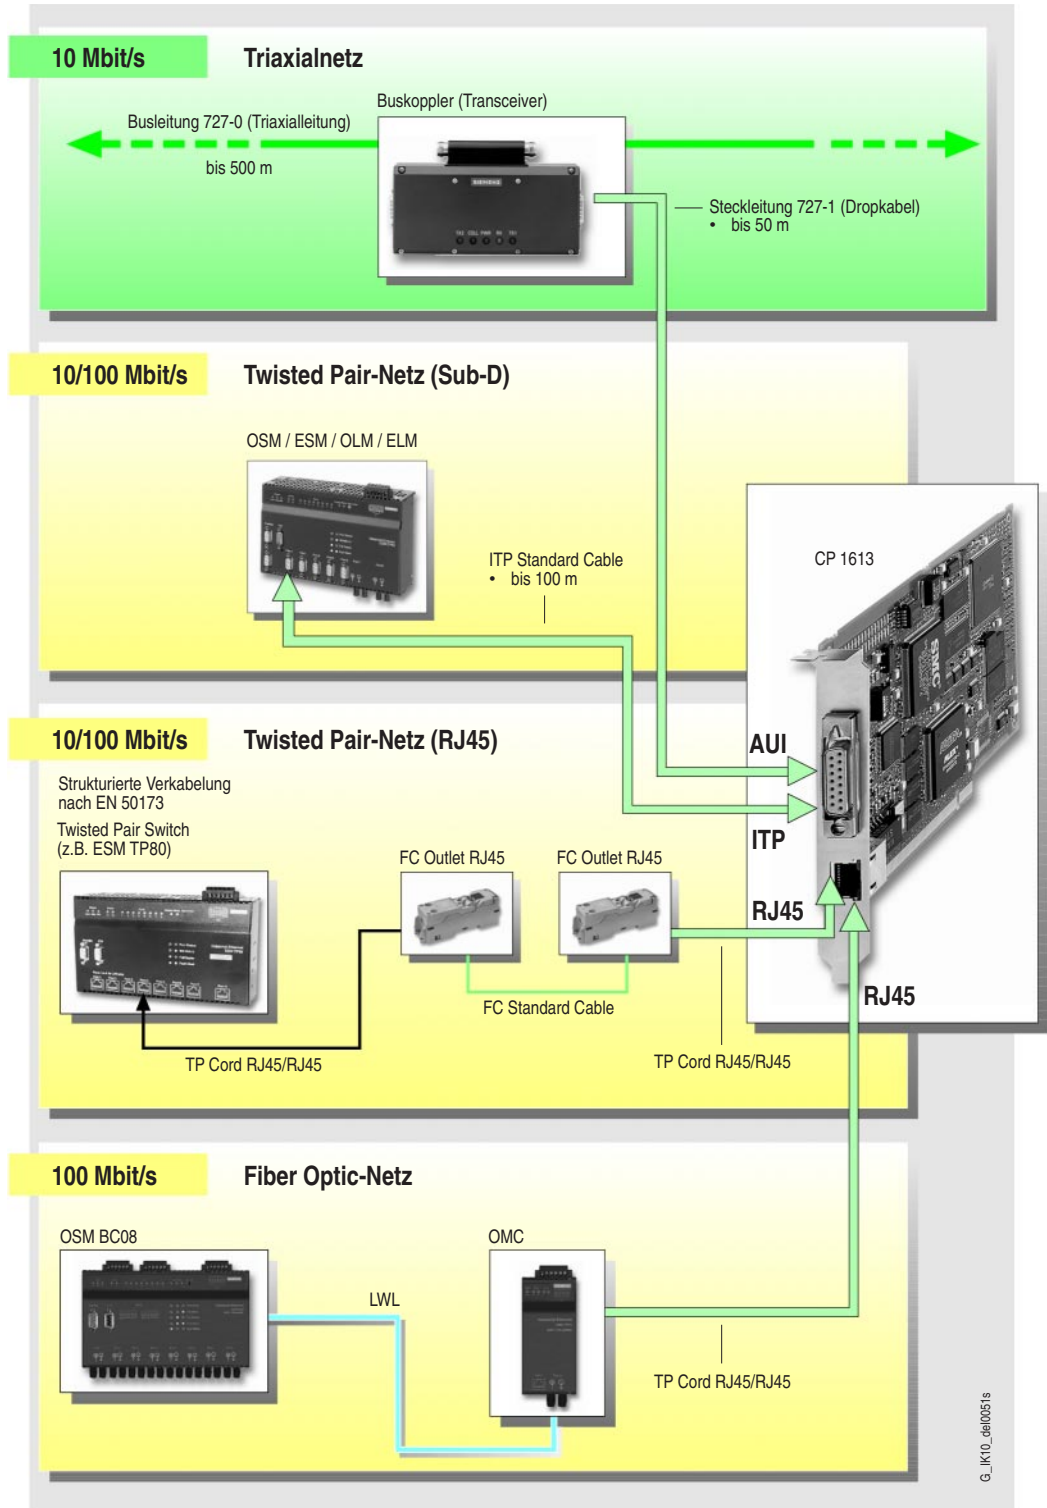 10 Mbit/s
Triaxialnetz
Buskoppler (Transceiver)
Busleitung 727-0 (Triaxialleitung)
bis 500 m
SIEMENS
Steckleitung 727-1 (Dropkabel)
• bis 50 m
10/100 Mbit/s
Twisted Pair-Netz (Sub-D)
OSM / ESM / OLM / ELM
ITP Standard Cable
• bis 100 m
CP 1613
SMC
AUI
ITP
RJ45
RJ45
10/100 Mbit/s
Twisted Pair-Netz (RJ45)
Strukturierte Verkabelung
nach EN 50173
Twisted Pair Switch
(z.B. ESM TP80)
FC Outlet RJ45
FC Outlet RJ45
FC Standard Cable
TP Cord RJ45/RJ45
TP Cord RJ45/RJ45
100 Mbit/s
Fiber Optic-Netz
OSM BC08
LWL
OMC
TP Cord RJ45/RJ45
G_IK10_del0051s